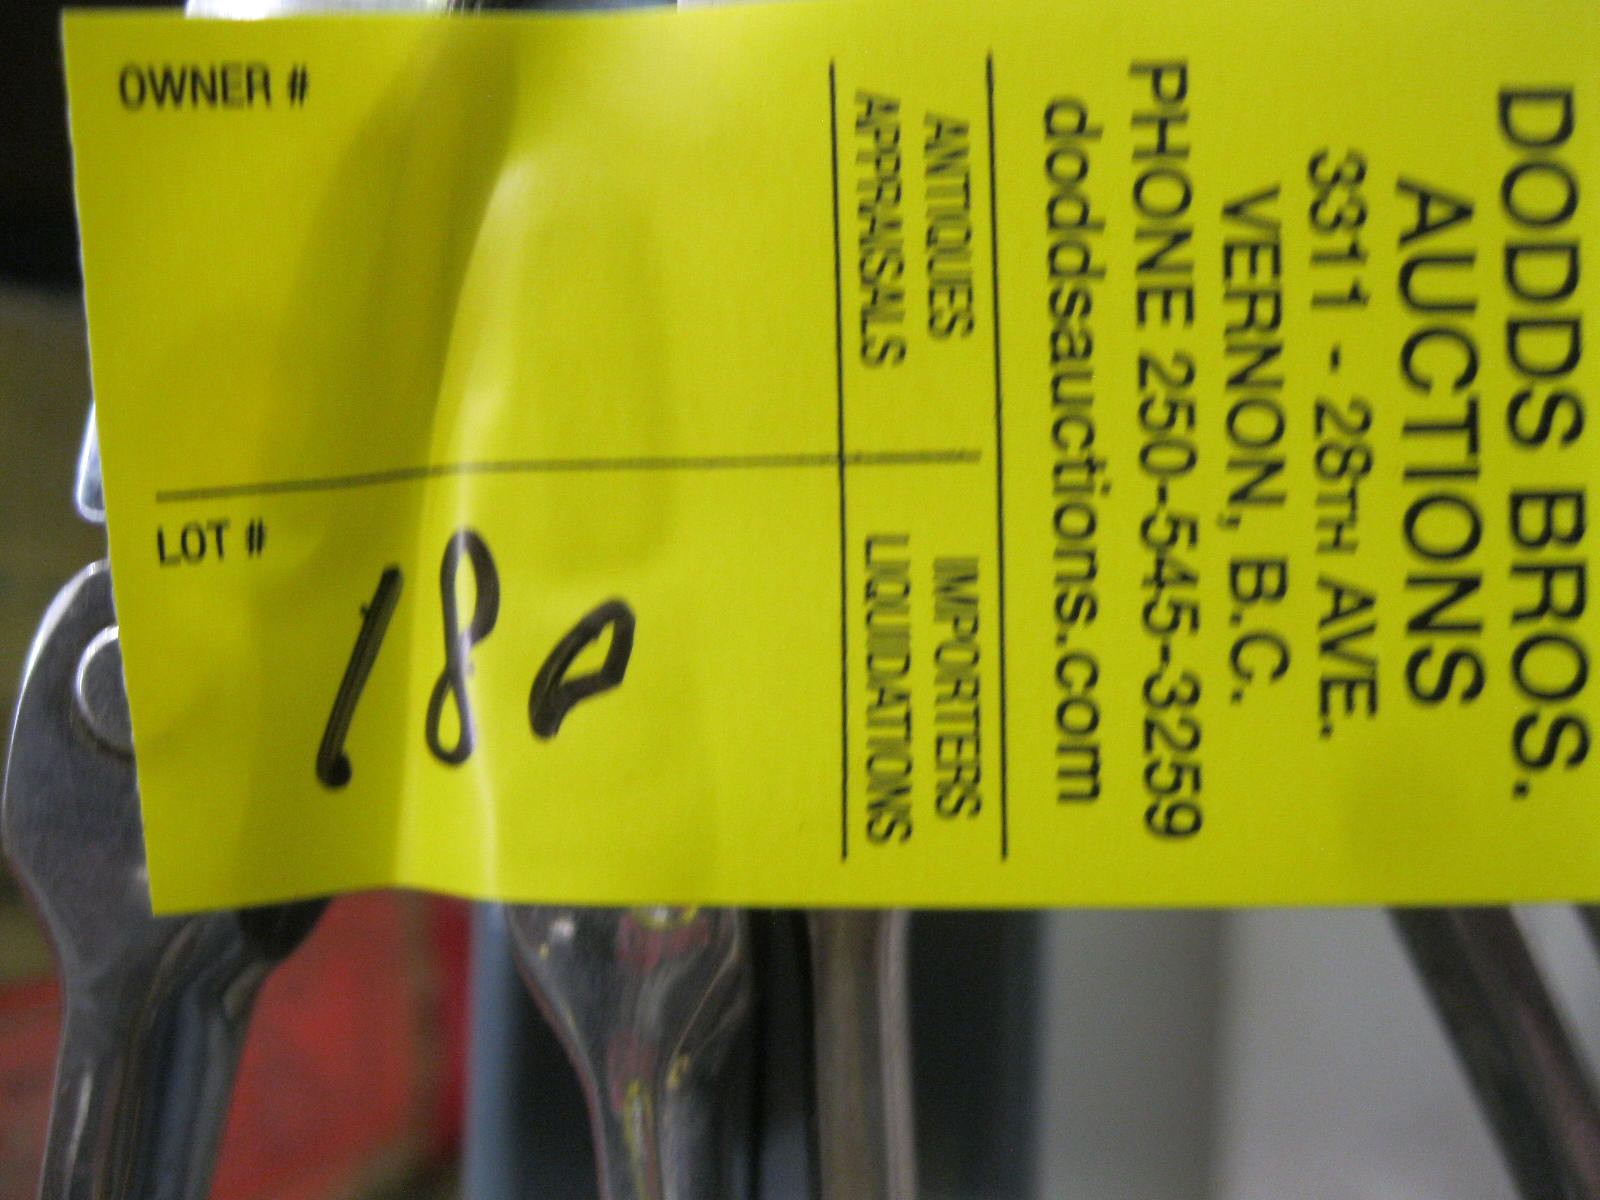 DODDS BROS.
AUCTIONS
3311 - 28TH AVE.
VERNON, B.C.
PHONE 250-545-3259
doddsauctions.com
ANTIQUES IMPORTERS
APPRAISALS LIQUIDATIONS
OWNER #
LOT #
180